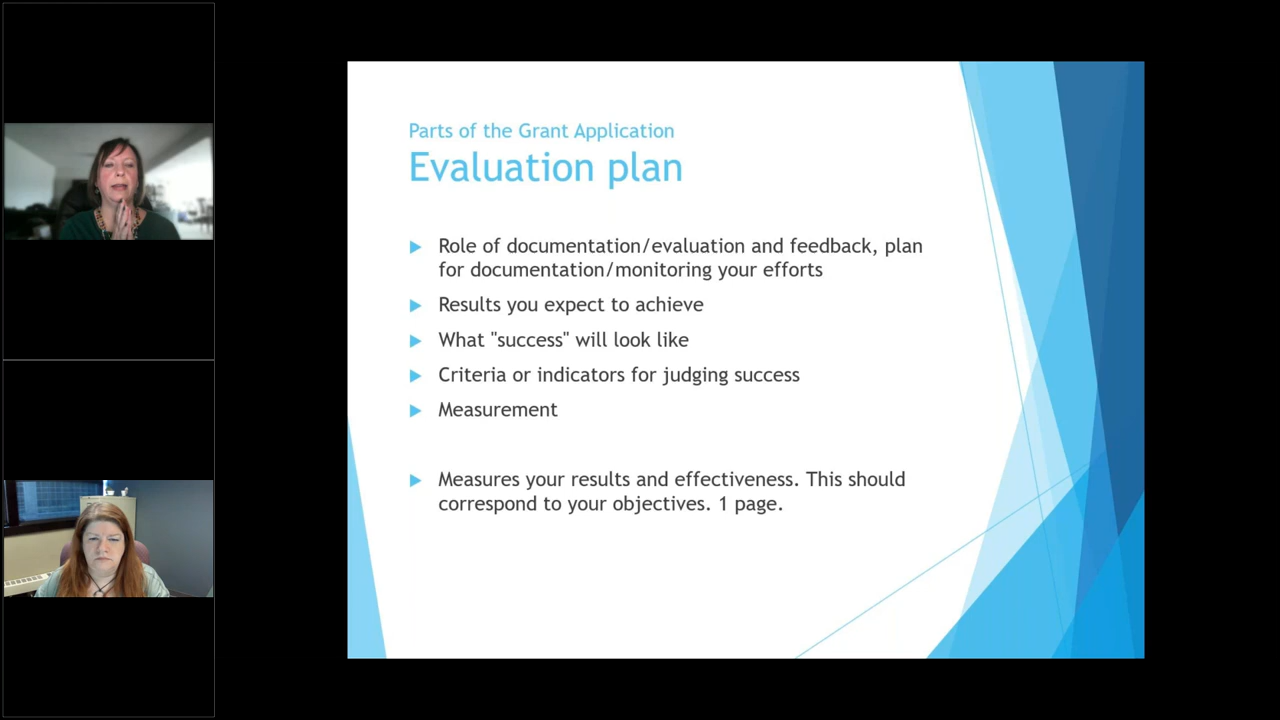 Parts of the Grant Application
Evaluation plan
Role of documentation/evaluation and feedback, plan
for documentation/monitoring your efforts
Results you expect to achieve
What "success" will look like
Criteria or indicators for judging success
Measurement
Measures your results and effectiveness. This should
correspond to your objectives. 1 page.